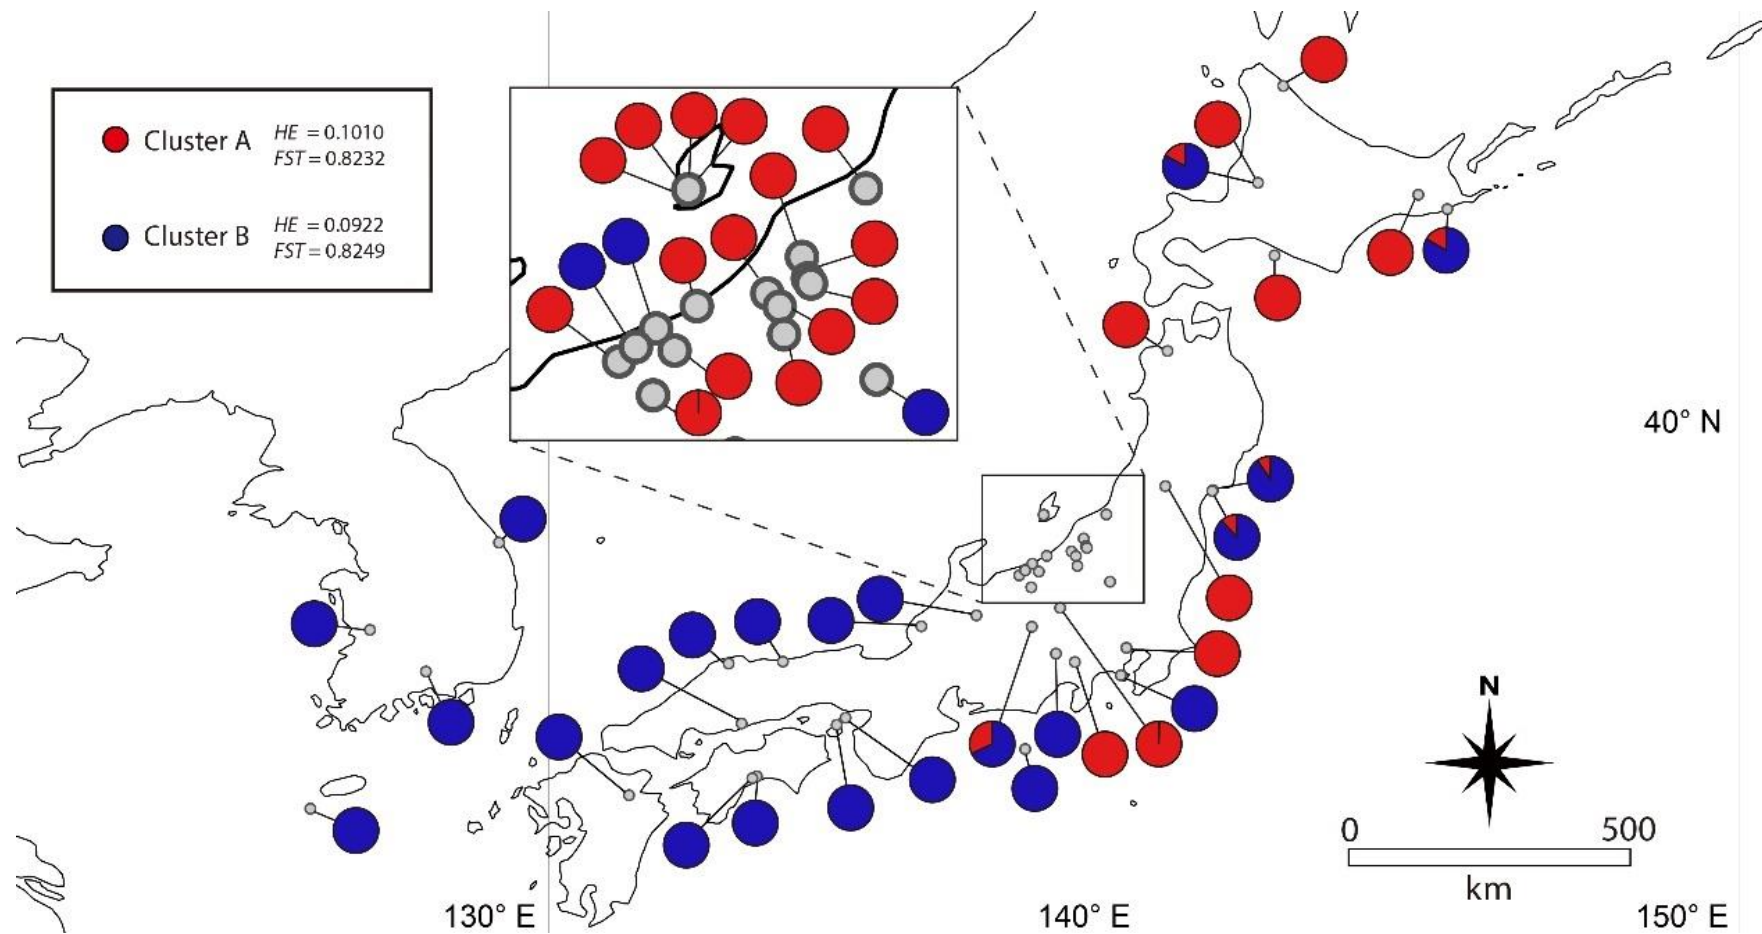 Cluster A
HE = 0.1010
FST = 0.8232
Cluster B
HE = 0.0922
FST = 0.8249
40° N
N
0 500
km
130° E 140° E 150° E